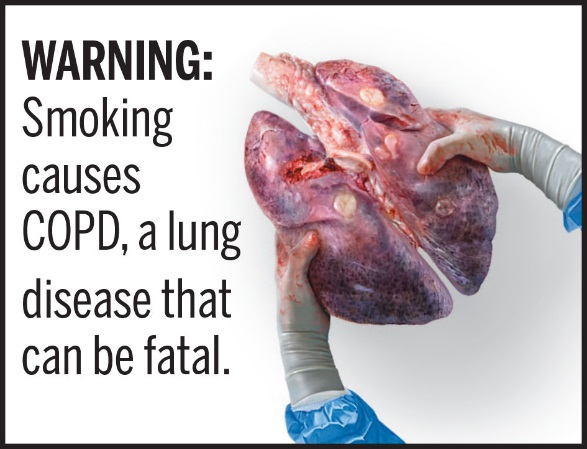 WARNING:
Smoking
causes
COPD, a lung
disease that
can be fatal.